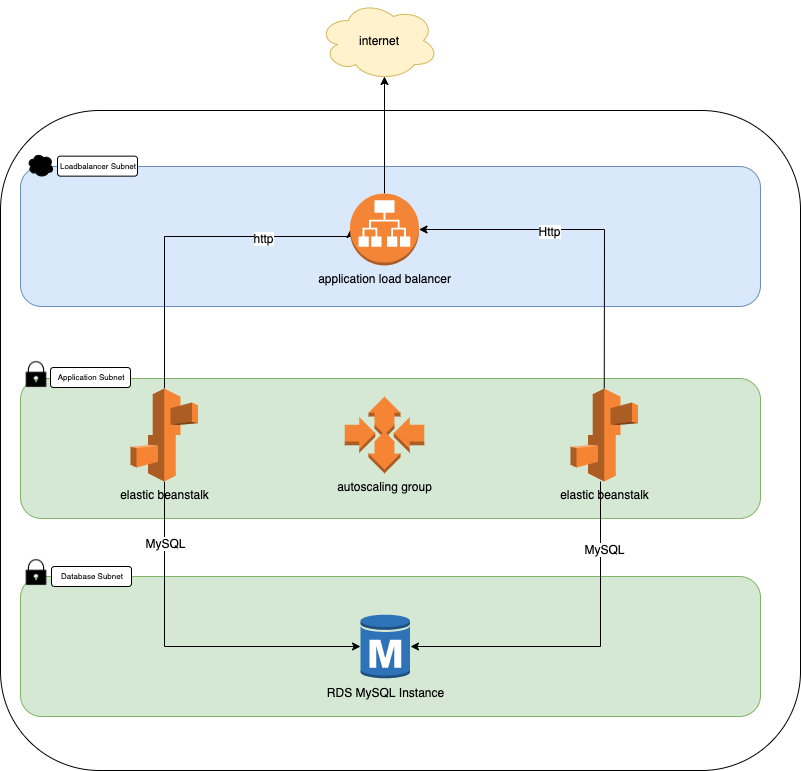 internet
Loadbalancer Subnet
http
Http
application load balancer
Application Subnet
elastic beanstalk
autoscaling group
elastic beanstalk
MySQL
MySQL
Database Subnet
M
RDS MySQL Instance